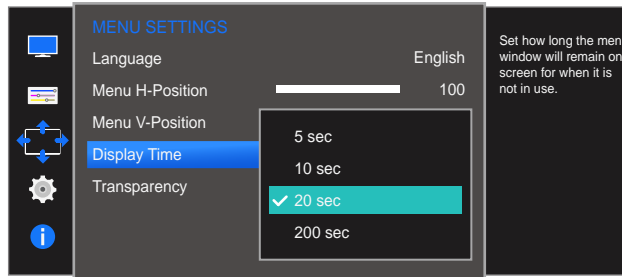 MENU SETTINGS
Language English
Menu H-Position 100
Menu V-Position
Display Time
Transparency
5 sec
10 sec
20 sec
200 sec
Set how long the men
window will remain on
screen for when it is
not in use.